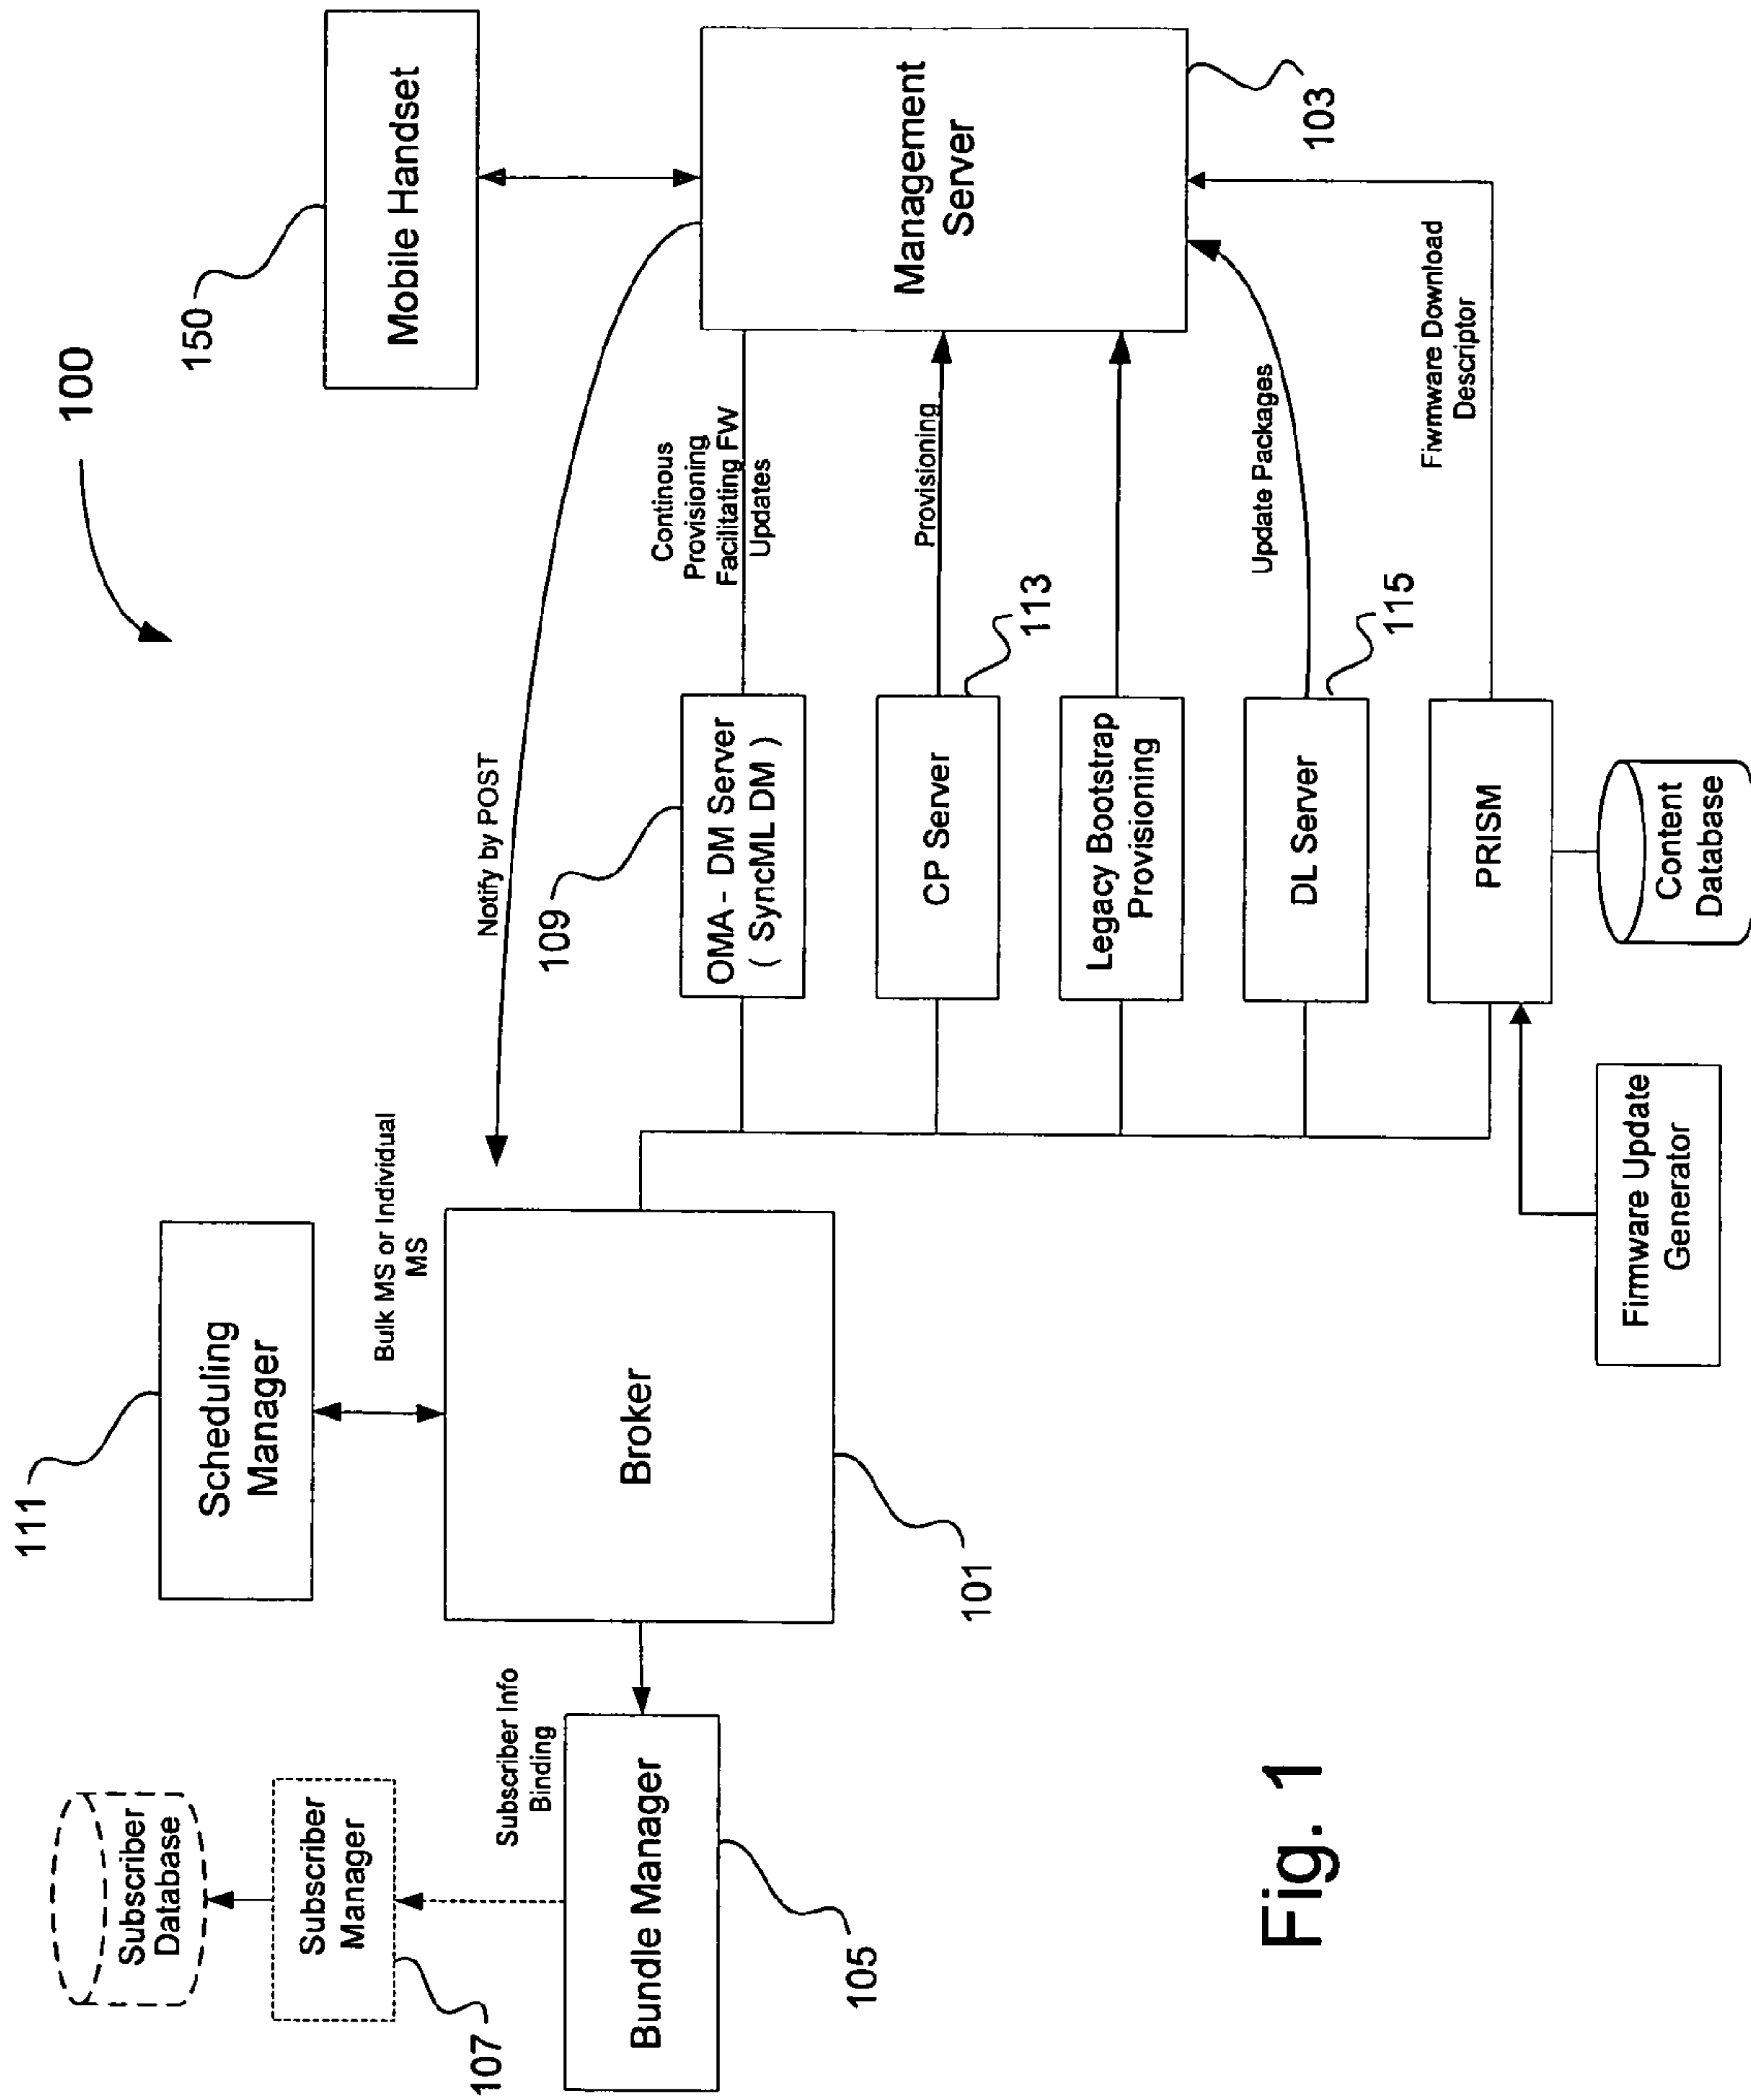 100
150
Mobile Handset
111
Scheduling
Manager
Subscriber
Database
Subscriber
Manager
107
Bulk MS or Individual
MS
Notify by POST
Subscriber Info
Binding
Bundle Manager
105
Broker
101
109
OMA - DM Server
( SyncML DM )
Continous
Provisioning
Facilitating FW
Updates
Management
Server
103
CP Server
113
Provisioning
Legacy Bootstrap
Provisioning
DL Server
115
Update Packages
PRISM
Fiwmware Download
Descriptor
Firmware Update
Generator
Content
Database
Fig. 1